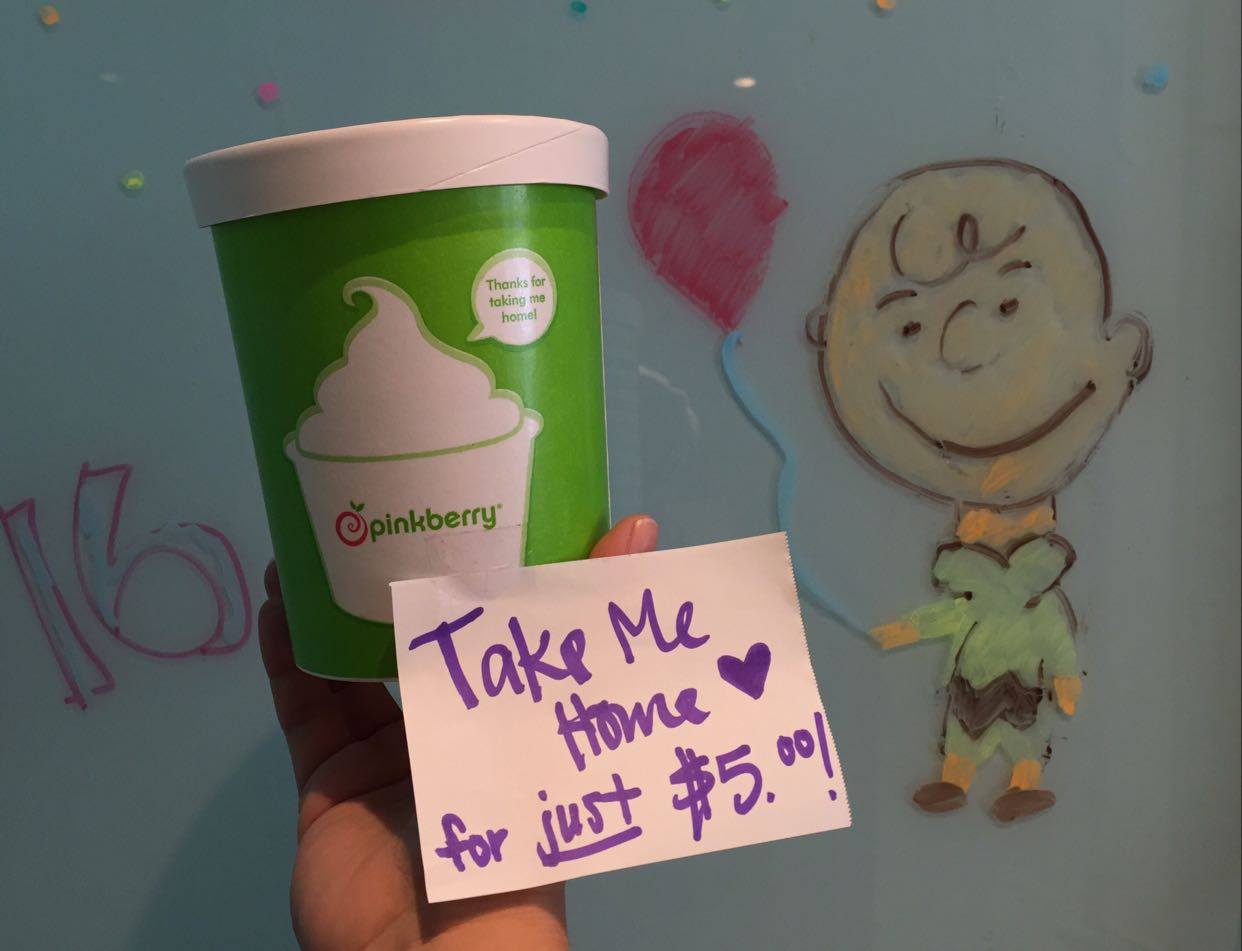 Thanks for
taking me
home!
pinkberry®
16
Take Me
Home ♥
for just $5.00!